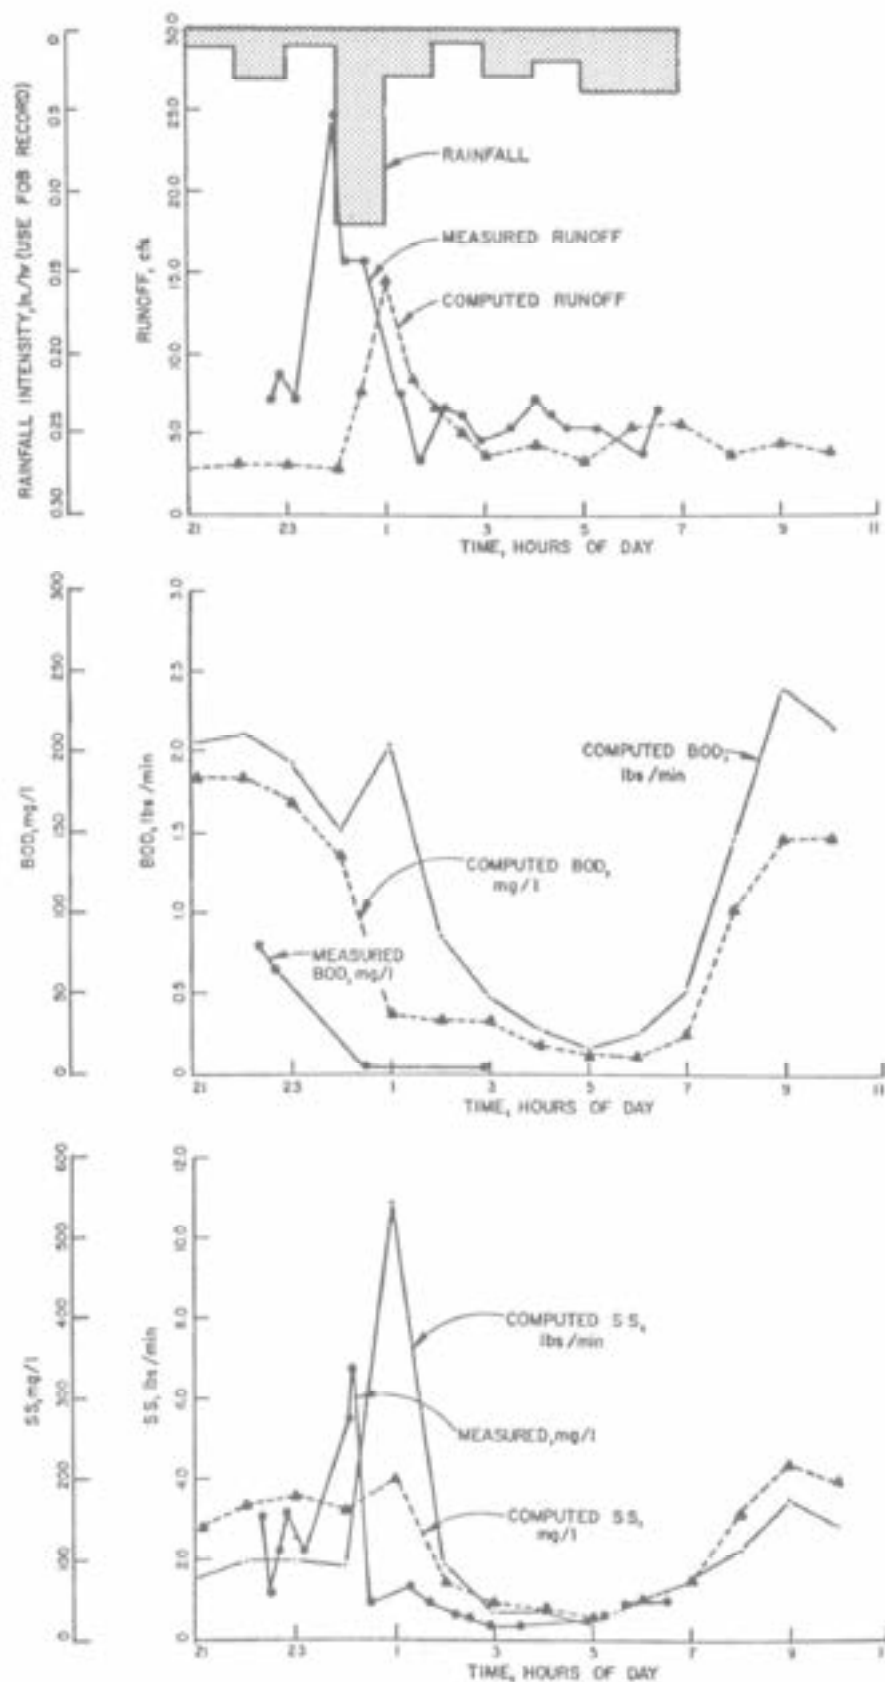 RAINFALL INTENSITY, in./hr (USE FOR RECORD)
0
0.5
0.10
0.15
0.20
0.25
0.30
RUNOFF, cfs
30.0
25.0
20.0
15.0
10.0
5.0
0
RAINFALL
MEASURED RUNOFF
COMPUTED RUNOFF
21
23
1
3
5
7
9
11
TIME, HOURS OF DAY
BOD, mg/l
300
250
200
150
100
50
0
BOD, lbs/min
3.0
2.5
2.0
1.5
1.0
0.5
0
COMPUTED BOD,
lbs/min
COMPUTED BOD,
mg/l
MEASURED
BOD, mg/l
21
23
1
3
5
7
9
11
TIME, HOURS OF DAY
SS, mg/l
600
500
400
300
200
100
0
SS, lbs/min
12.0
10.0
8.0
6.0
4.0
2.0
0
COMPUTED SS,
lbs/min
MEASURED, mg/l
COMPUTED SS,
mg/l
21
23
1
3
5
7
9
1
TIME, HOURS OF DAY